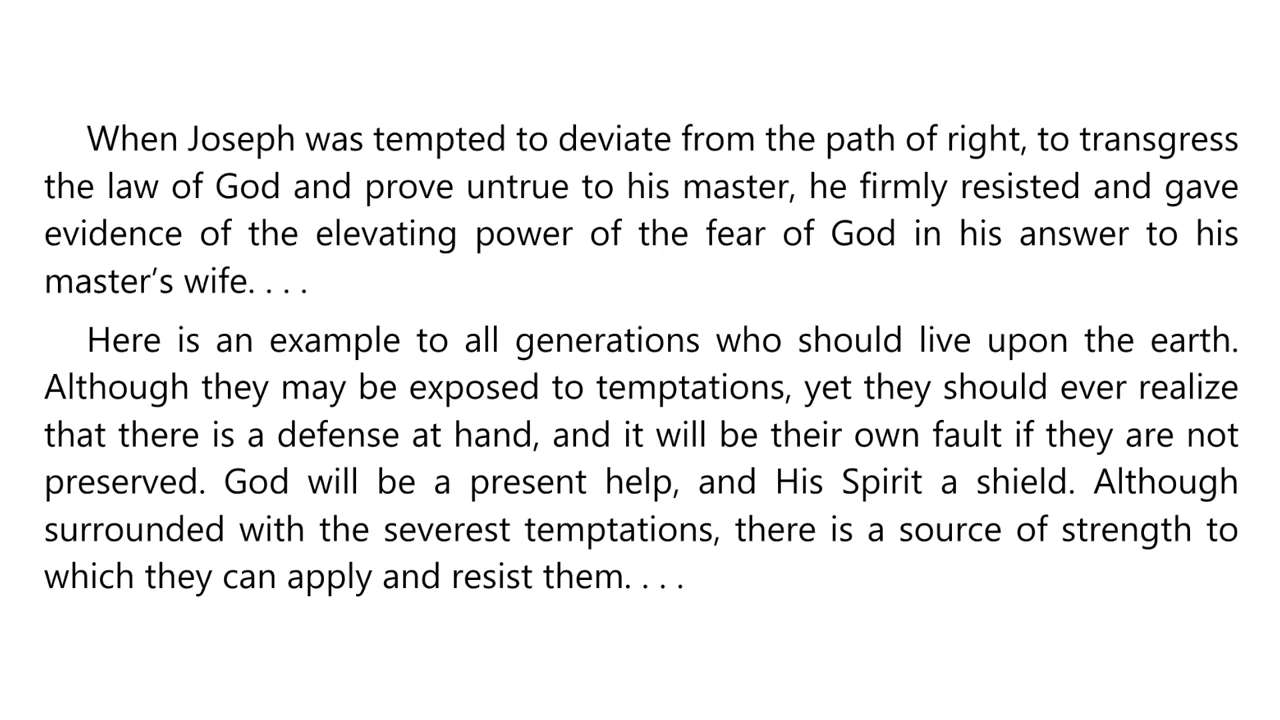 When Joseph was tempted to deviate from the path of right, to transgress
the law of God and prove untrue to his master, he firmly resisted and gave
evidence of the elevating power of the fear of God in his answer to his
master’s wife. . . .
Here is an example to all generations who should live upon the earth.
Although they may be exposed to temptations, yet they should ever realize
that there is a defense at hand, and it will be their own fault if they are not
preserved. God will be a present help, and His Spirit a shield. Although
surrounded with the severest temptations, there is a source of strength to
which they can apply and resist them. . . .